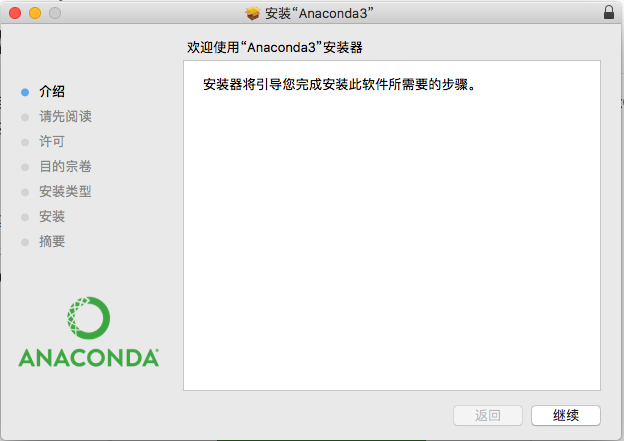 安装“Anaconda3”
欢迎使用“Anaconda3”安装器
介绍
请先阅读
许可
目的宗卷
安装类型
安装
摘要
安装器将引导您完成安装此软件所需要的步骤。
ANACONDA
返回
继续